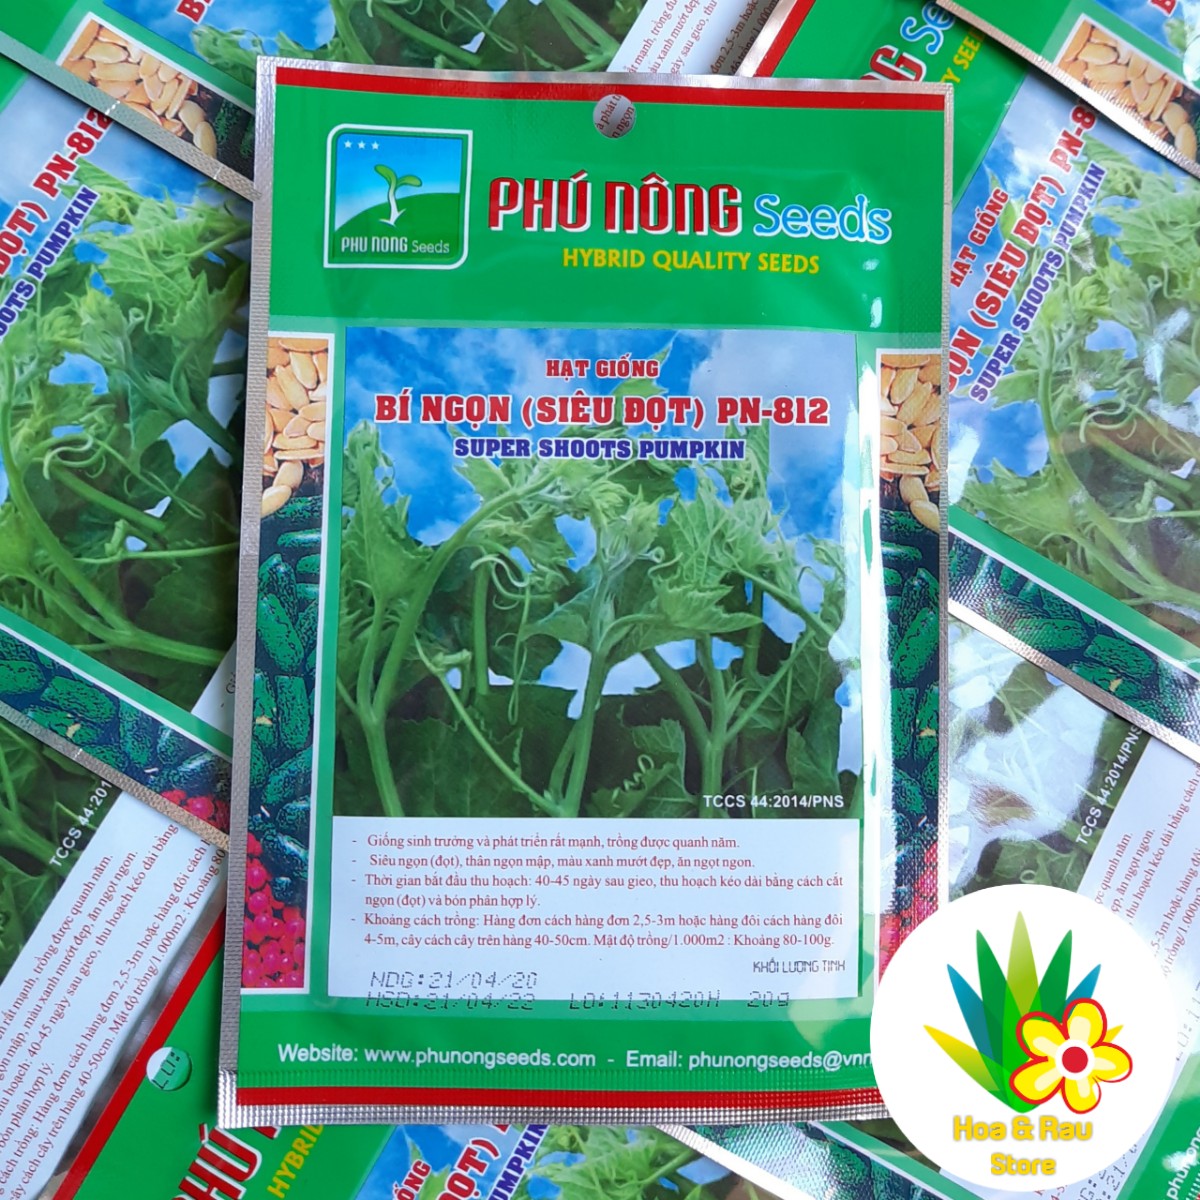 PHÚ NÔNG Seeds
HYBRID QUALITY SEEDS
PHU NONG Seeds
HẠT GIỐNG
BÍ NGỌN (SIÊU ĐỌT) PN-812
SUPER SHOOTS PUMPKIN
TCCS 44:2014/PNS
- Giống sinh trưởng và phát triển rất mạnh, trồng được quanh năm.
- Siêu ngọn (đọt), thân ngọn mập, màu xanh mướt đẹp, ăn ngọt ngon.
- Thời gian bắt đầu thu hoạch: 40-45 ngày sau gieo, thu hoạch kéo dài bằng cách cắt
ngọn (đọt) và bón phân hợp lý.
- Khoảng cách trồng: Hàng đơn cách hàng đơn 2,5-3m hoặc hàng đôi cách hàng đôi
4-5m, cây cách cây trên hàng 40-50cm. Mật độ trồng/1.000m2 : Khoảng 80-100g.
KHỐI LƯỢNG TỊNH
NDG:21/04/20
HSD:21/04/22 LO:1130420H 20g
Website: www.phunongseeds.com - Email: phunongseeds@vnn
Hoa & Rau
Store